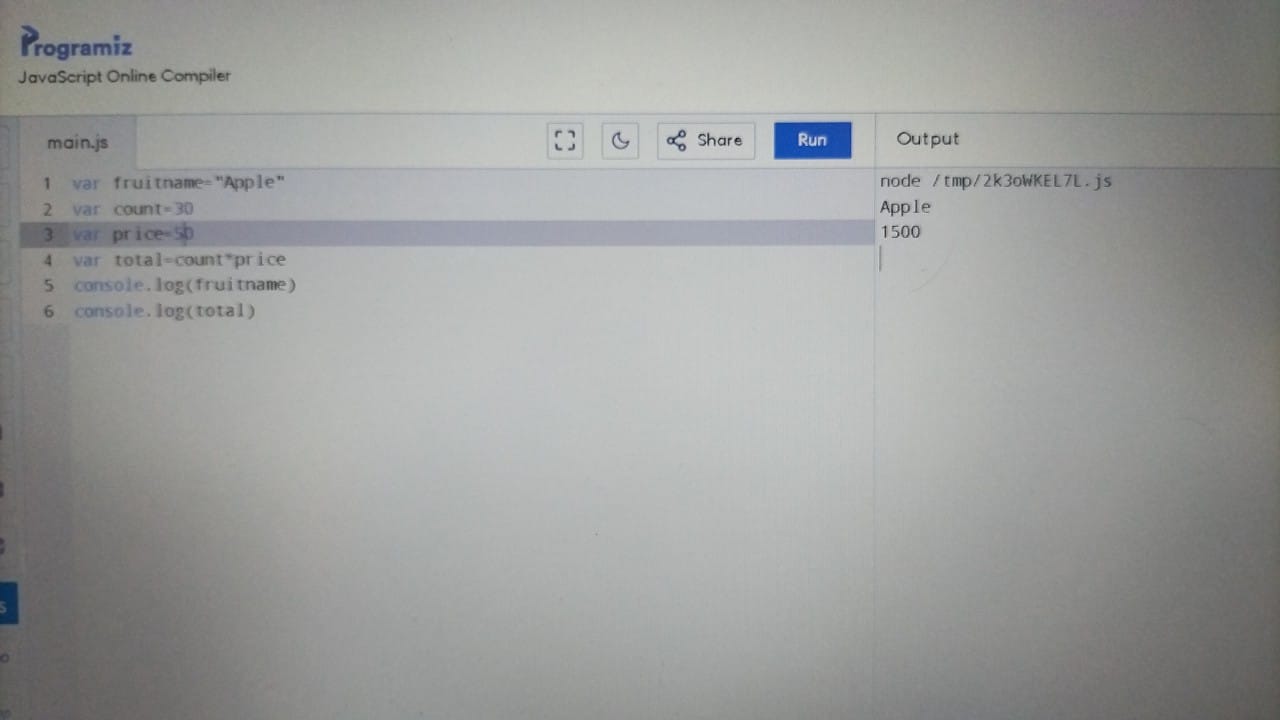 Programiz
JavaScript Online Compiler
main.js
Share
Run
Output
1 var fruitname="Apple"
2 var count=30
3 var price=50
4 var total=count*price
5 console.log(fruitname)
6 console.log(total)
node /tmp/2k3oWKEL7L.js
Apple
1500